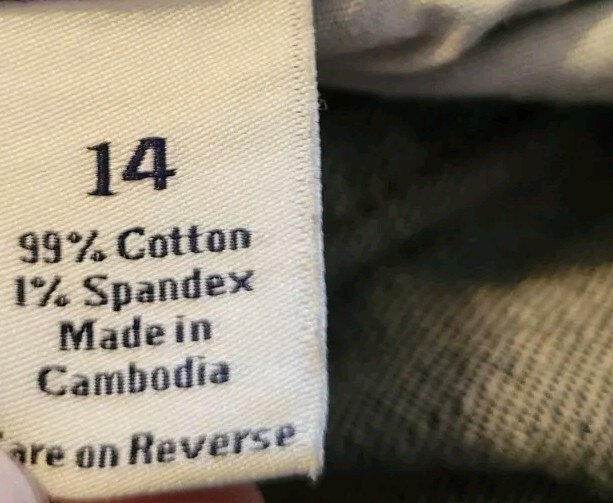 14
99% Cotton
1% Spandex
Made in
Cambodia
are on Reverse